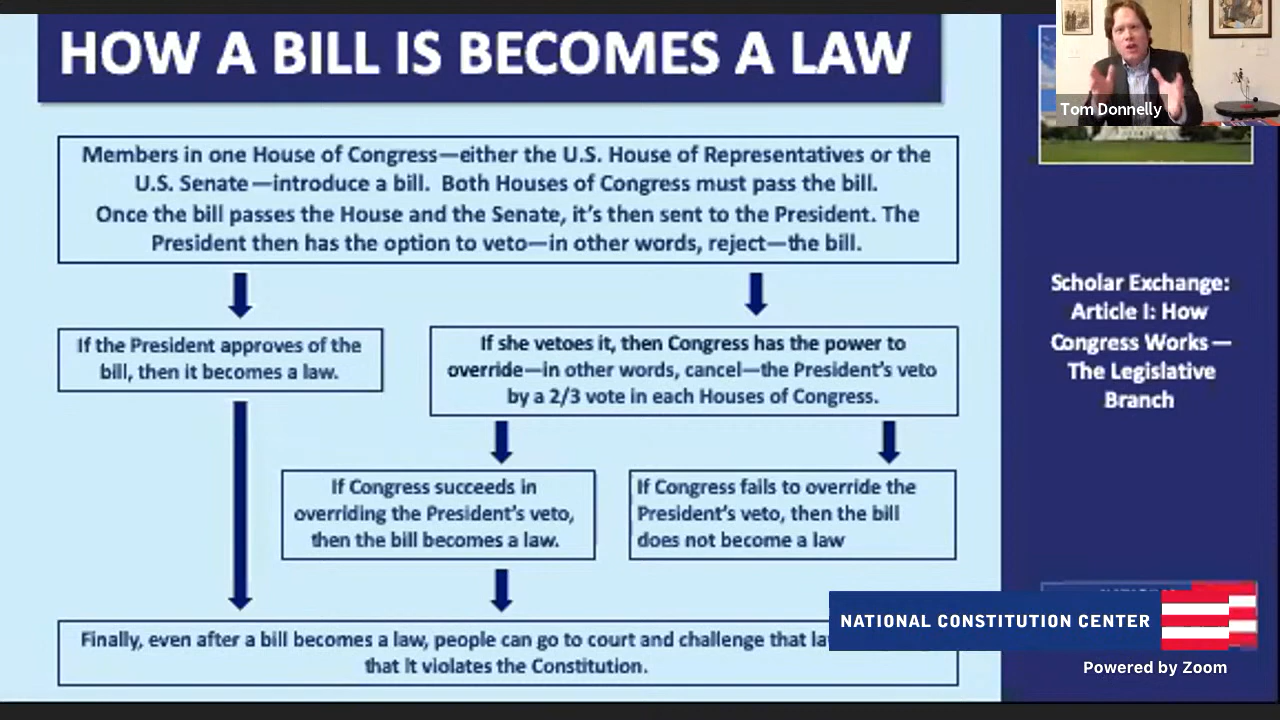 HOW A BILL IS BECOMES A LAW
Members in one House of Congress—either the U.S. House of Representatives or the
U.S. Senate—introduce a bill. Both Houses of Congress must pass the bill.
Once the bill passes the House and the Senate, it's then sent to the President. The
President then has the option to veto—in other words, reject—the bill.
If the President approves of the
bill, then it becomes a law.
If she vetoes it, then Congress has the power to
override—in other words, cancel—the President's veto
by a 2/3 vote in each Houses of Congress.
If Congress succeeds in
overriding the President's veto,
then the bill becomes a law.
If Congress fails to override the
President's veto, then the bill
does not become a law
Finally, even after a bill becomes a law, people can go to court and challenge that
that it violates the Constitution.
Tom Donnelly
Scholar Exchange:
Article I: How
Congress Works—
The Legislative
Branch
NATIONAL CONSTITUTION CENTER
Powered by Zoom